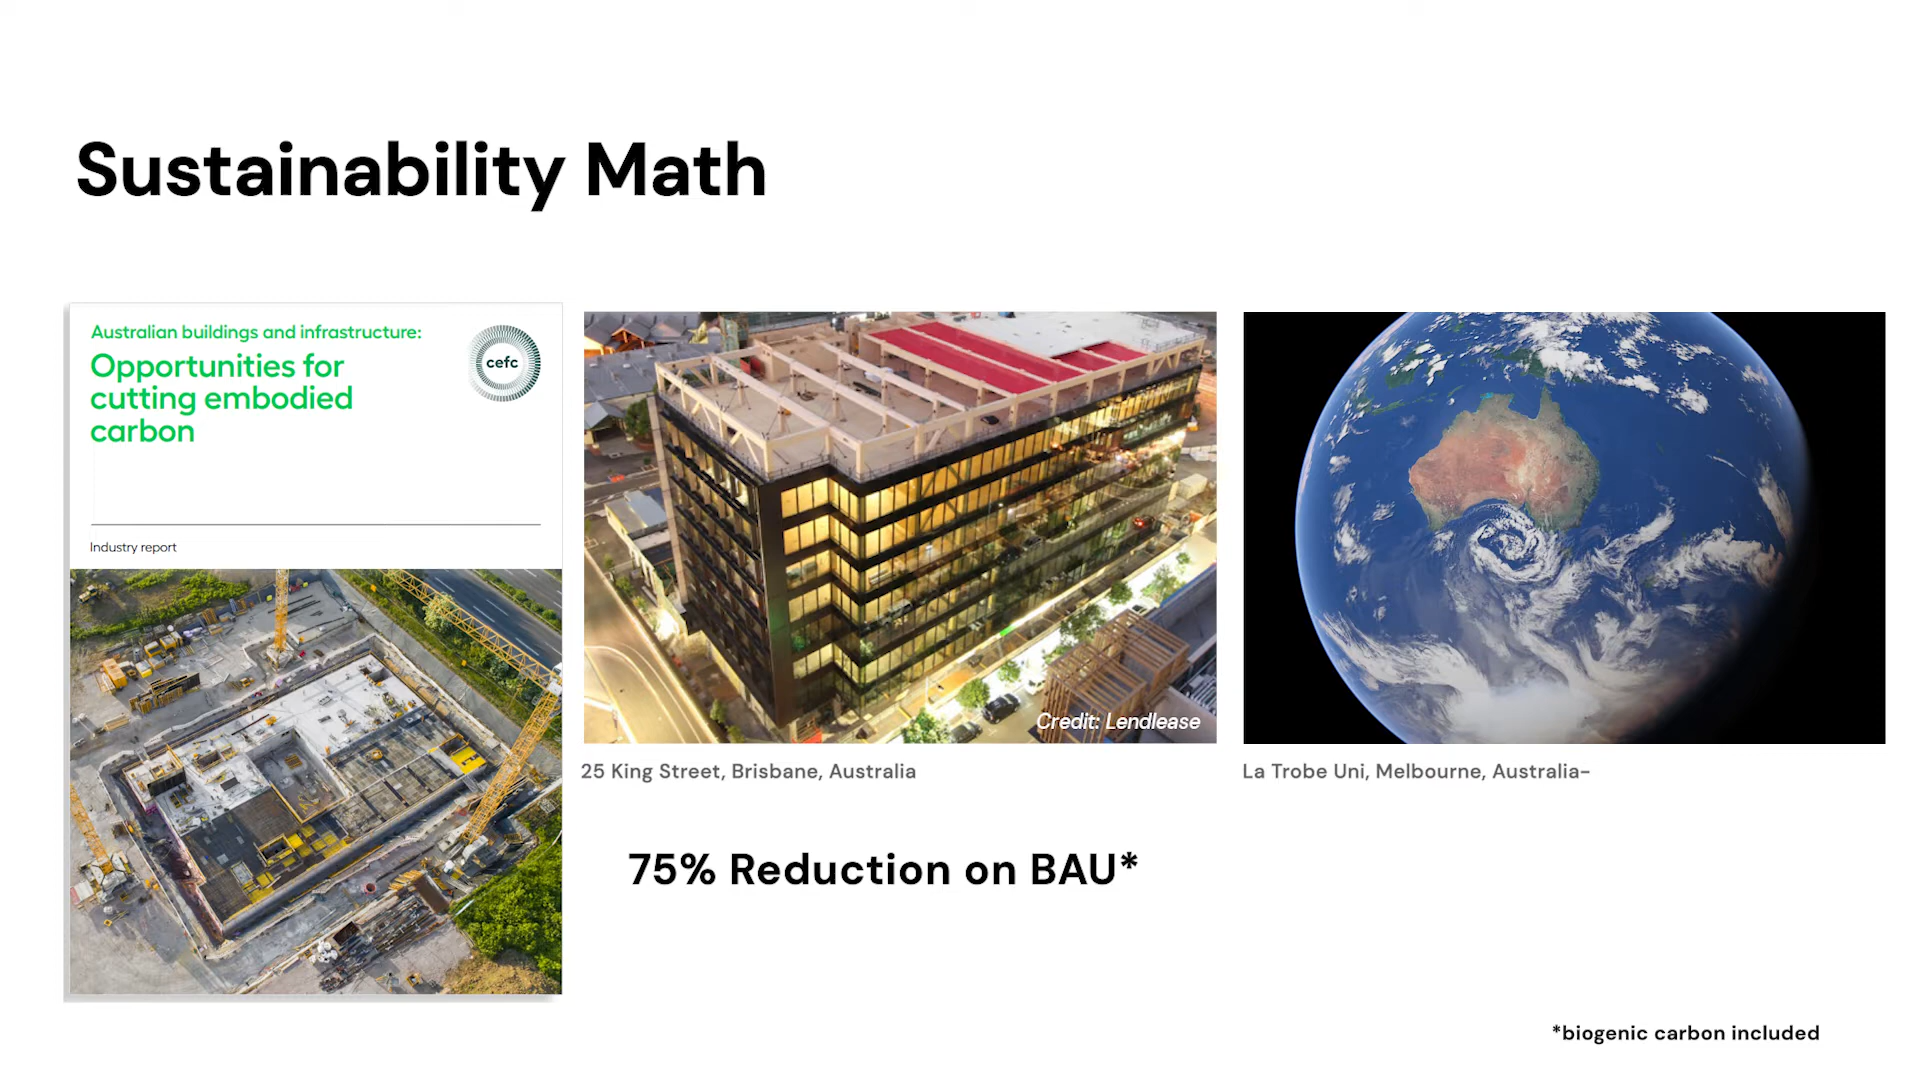 Sustainability Math
Australian buildings and infrastructure:
Opportunities for
cutting embodied
carbon
cefc
Industry report
Credit: Lendlease
25 King Street, Brisbane, Australia
La Trobe Uni, Melbourne, Australia-
75% Reduction on BAU*
*biogenic carbon included